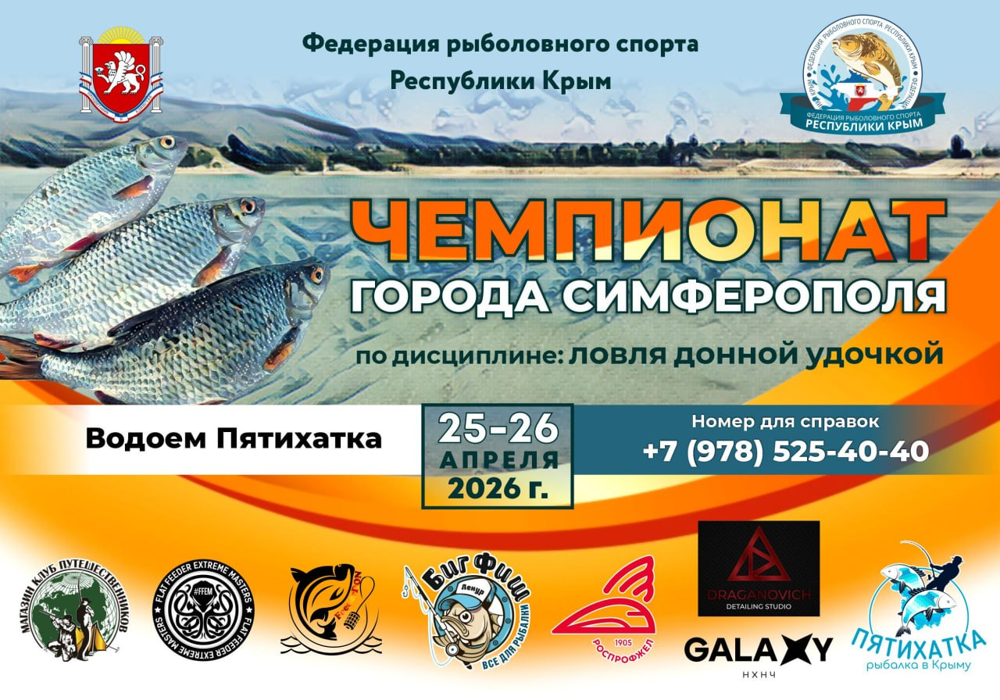 Федерация рыболовного спорта
Республики Крым
ФЕДЕРАЦИЯ РЫБОЛОВНОГО СПОРТА РЕСПУБЛИКИ КРЫМ
ФЕДЕРАЦИЯ РЫБОЛОВНОГО СПОРТА
РЕСПУБЛИКИ КРЫМ
ЧЕМПИОНАТ
ГОРОДА СИМФЕРОПОЛЯ
по дисциплине: ловля донной удочкой
Водоем Пятихатка
25-26
АПРЕЛЯ
2026 г.
Номер для справок
+7 (978) 525-40-40
МАГАЗИН КЛУБ ПУТЕШЕСТВЕННИКОВ
FLAT FEEDER EXTREME MASTERS
#FFEM
FLAT FEEDER EXTREME MASTERS
БИГ ФИШ
Ленур
ВСЕ ДЛЯ РЫБАЛКИ
1905
РОСПРОФЖЕЛ
DRAGANOVICH
DETAILING STUDIO
GALAXY
НХНЧ
ПЯТИХАТКА
рыбалка в Крыму